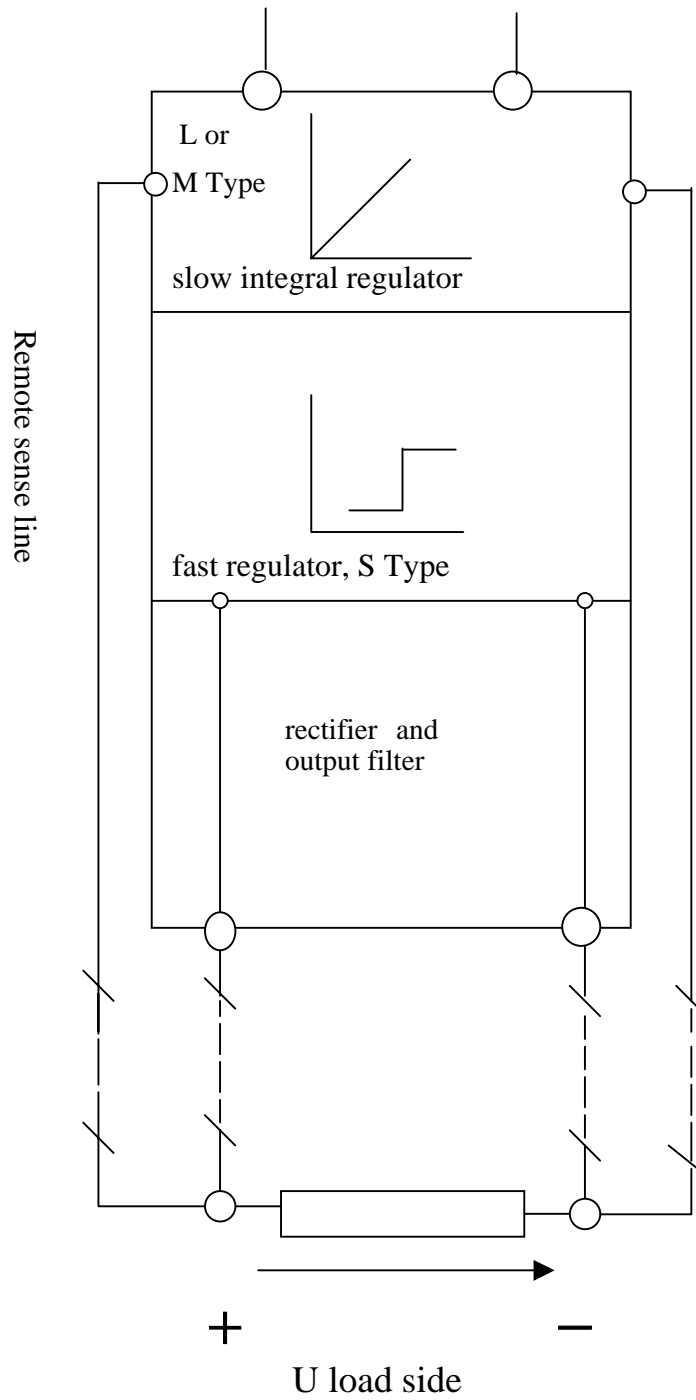 L or
M Type
slow integral regulator
Remote sense line
fast regulator, S Type
rectifier and
output filter
+ −
U load side